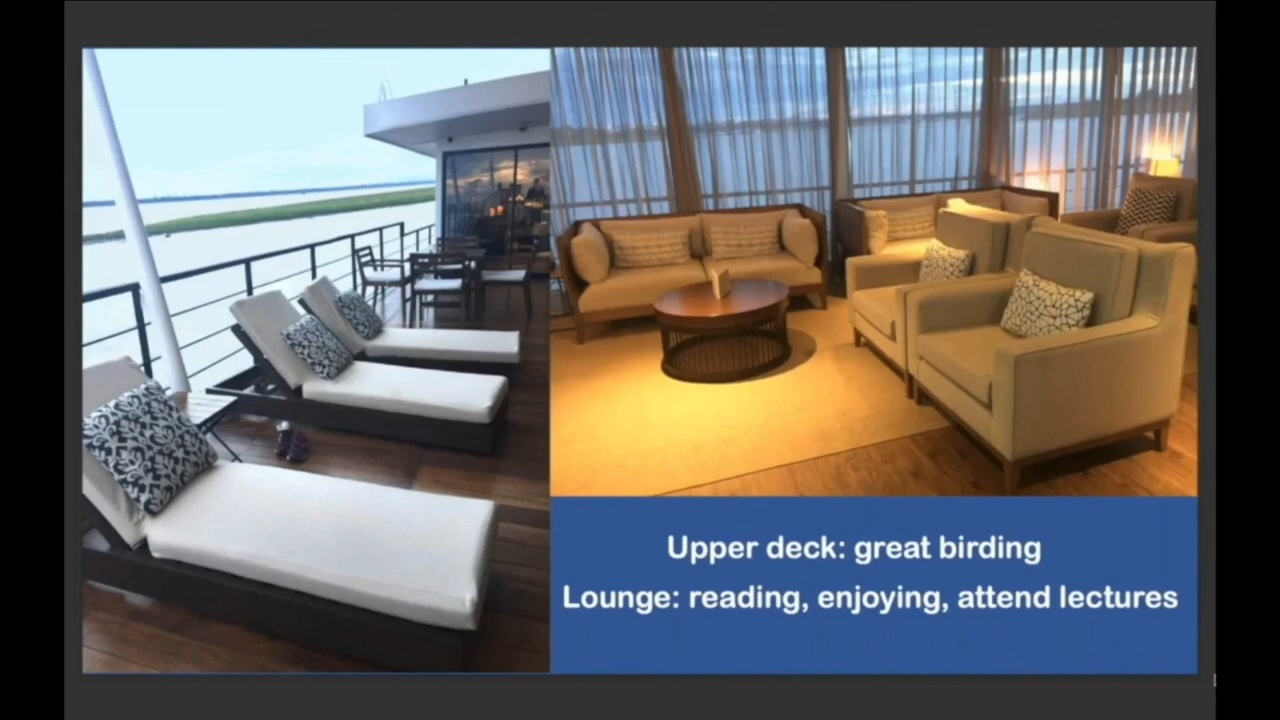 Upper deck: great birding
Lounge: reading, enjoying, attend lectures